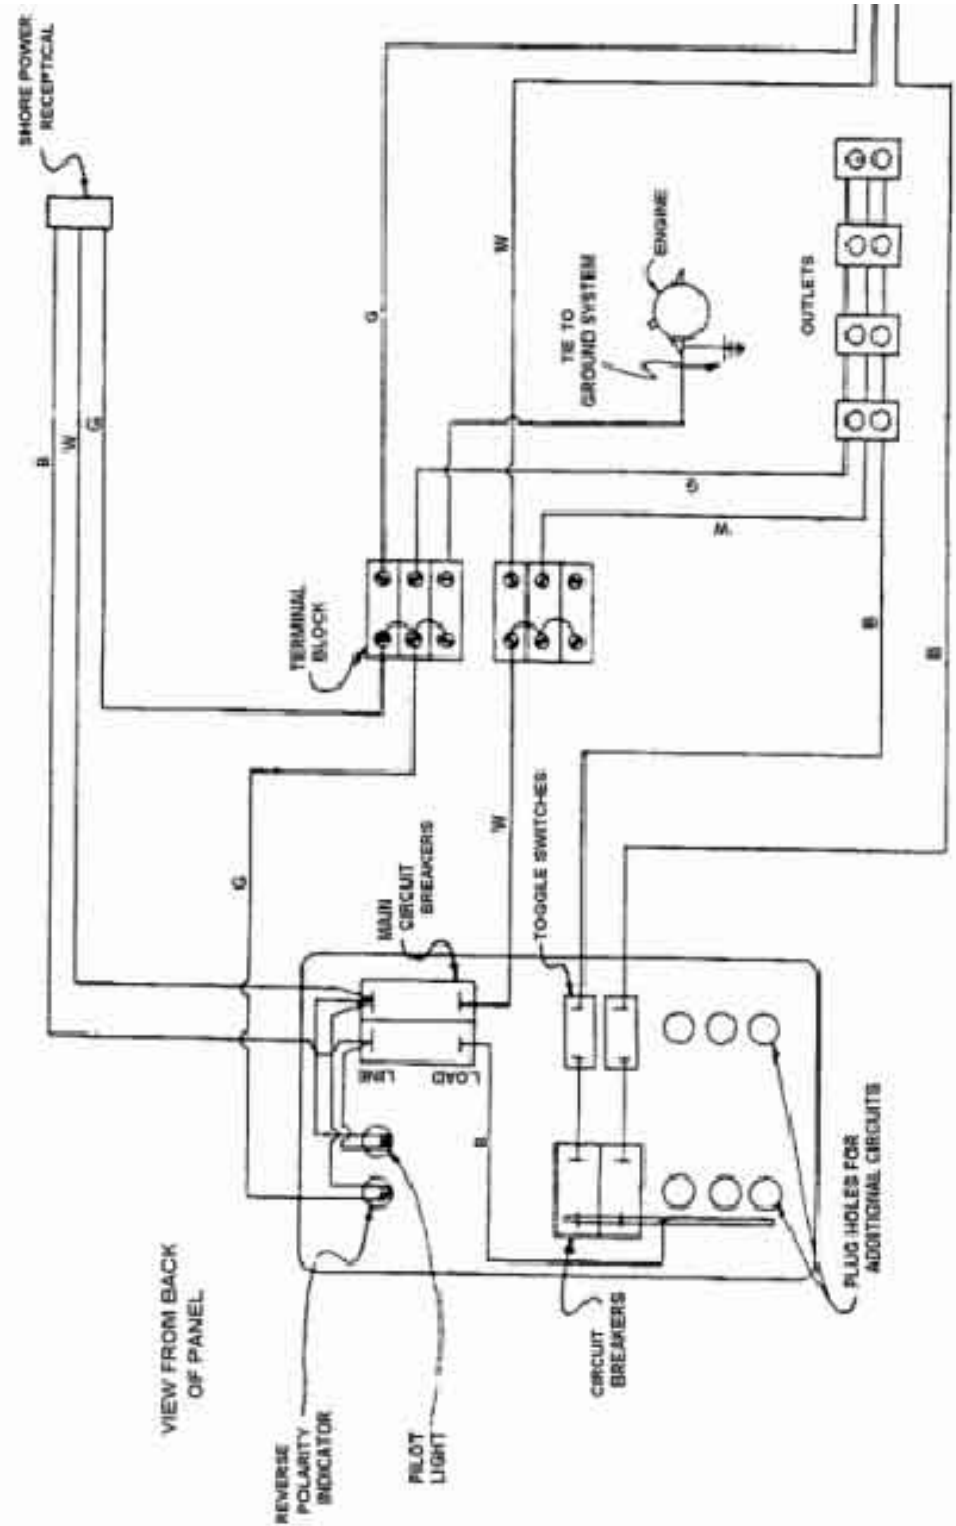 SHORE POWER
RECEPTICAL
B
W
G
G
W
TIE TO
GROUND SYSTEM
ENGINE
OUTLETS
G
W
B
B
TERMINAL
BLOCK
G
W
MAIN
CIRCUIT
BREAKERS
TOGGLE SWITCHES
LINE
LOAD
B
VIEW FROM BACK
OF PANEL
REVERSE
POLARITY
INDICATOR
PILOT
LIGHT
CIRCUIT
BREAKERS
PLUG HOLES FOR
ADDITIONAL CIRCUITS